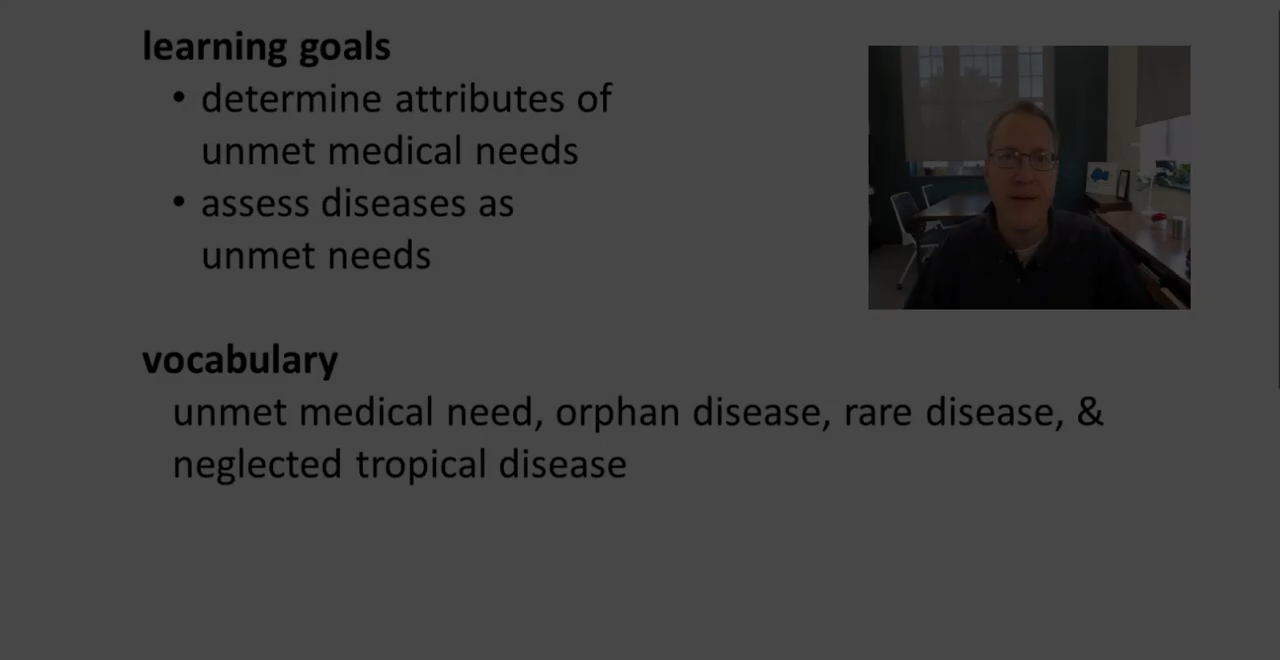 learning goals
• determine attributes of
unmet medical needs
• assess diseases as
unmet needs
vocabulary
unmet medical need, orphan disease, rare disease, &
neglected tropical disease